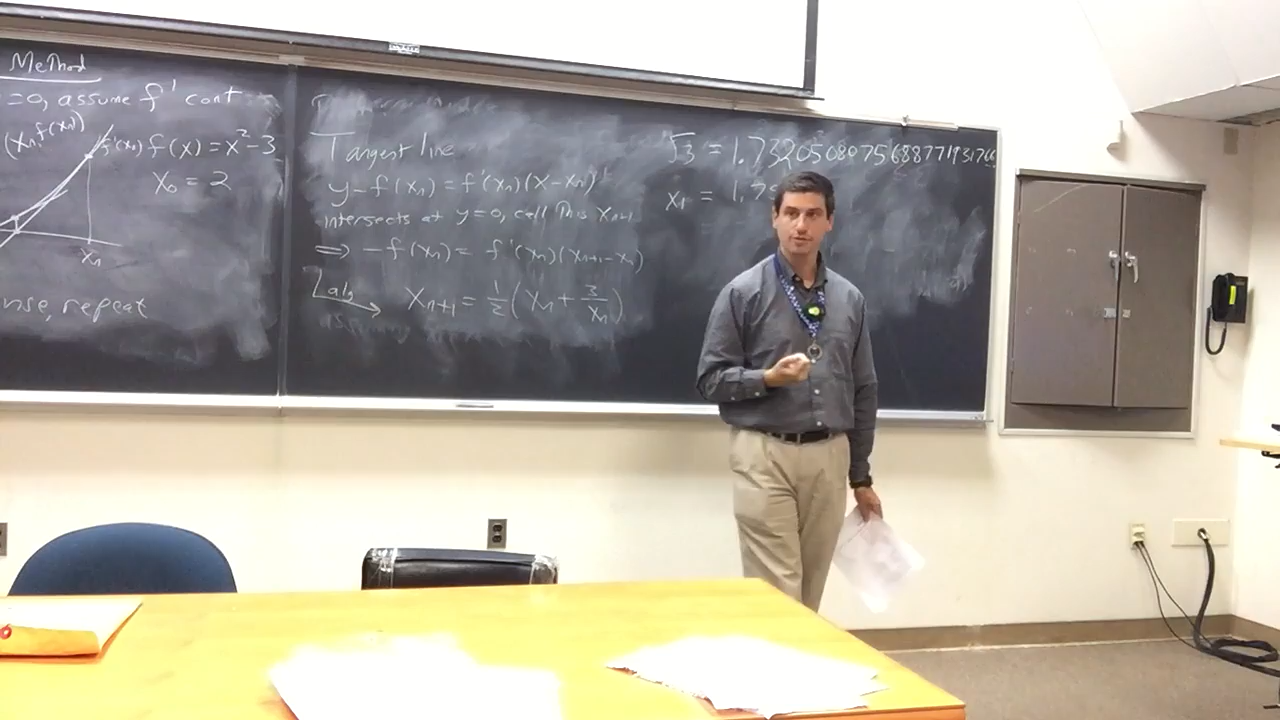 Method
=0, assume f' cont
(xₙ, f(xₙ))
f'(xₙ)
f(x) = x² - 3
x₀ = 2
xₙ
nse, repeat
Tangent line
y - f(xₙ) = f'(xₙ)(x - xₙ)
intersects at y=0, call this xₙ₊₁
⇒ -f(xₙ) = f'(xₙ)(xₙ₊₁ - xₙ)
alg
xₙ₊₁ = 1/2 (xₙ + 3/xₙ)
√3 = 1.7320508075688771931766
x₁ = 1.7